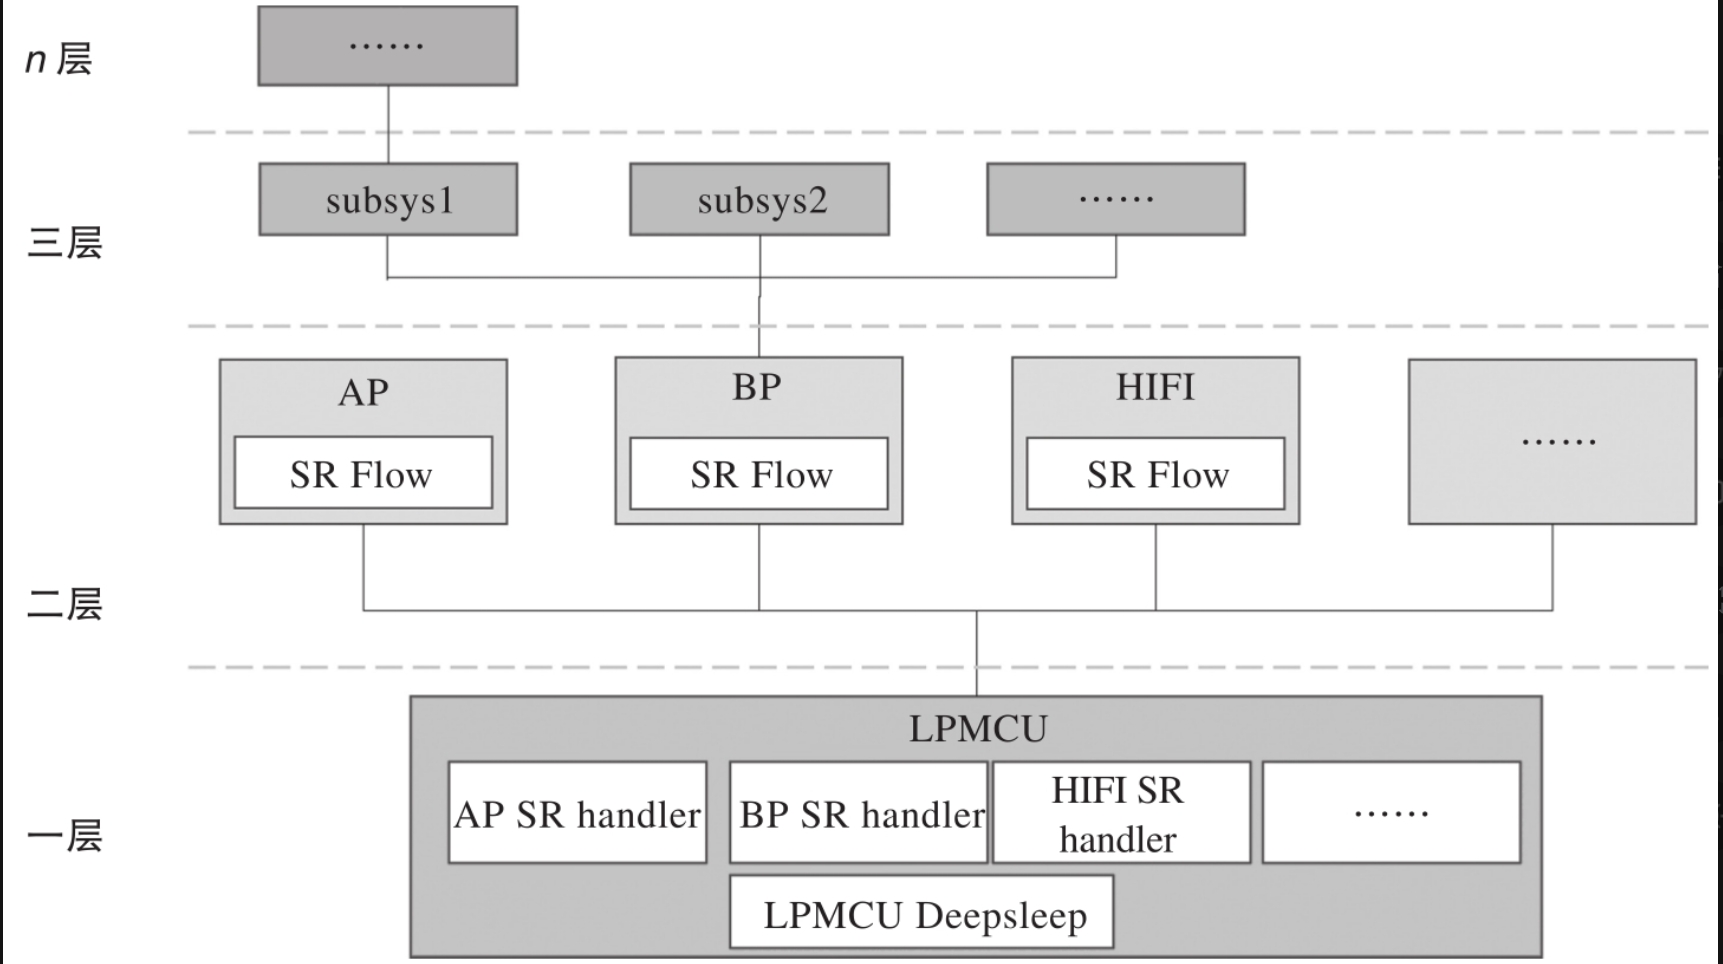 n 层
……
subsys1
subsys2
……
三层
AP
SR Flow
BP
SR Flow
HIFI
SR Flow
……
二层
LPMCU
AP SR handler
BP SR handler
HIFI SR
handler
……
一层
LPMCU Deepsleep